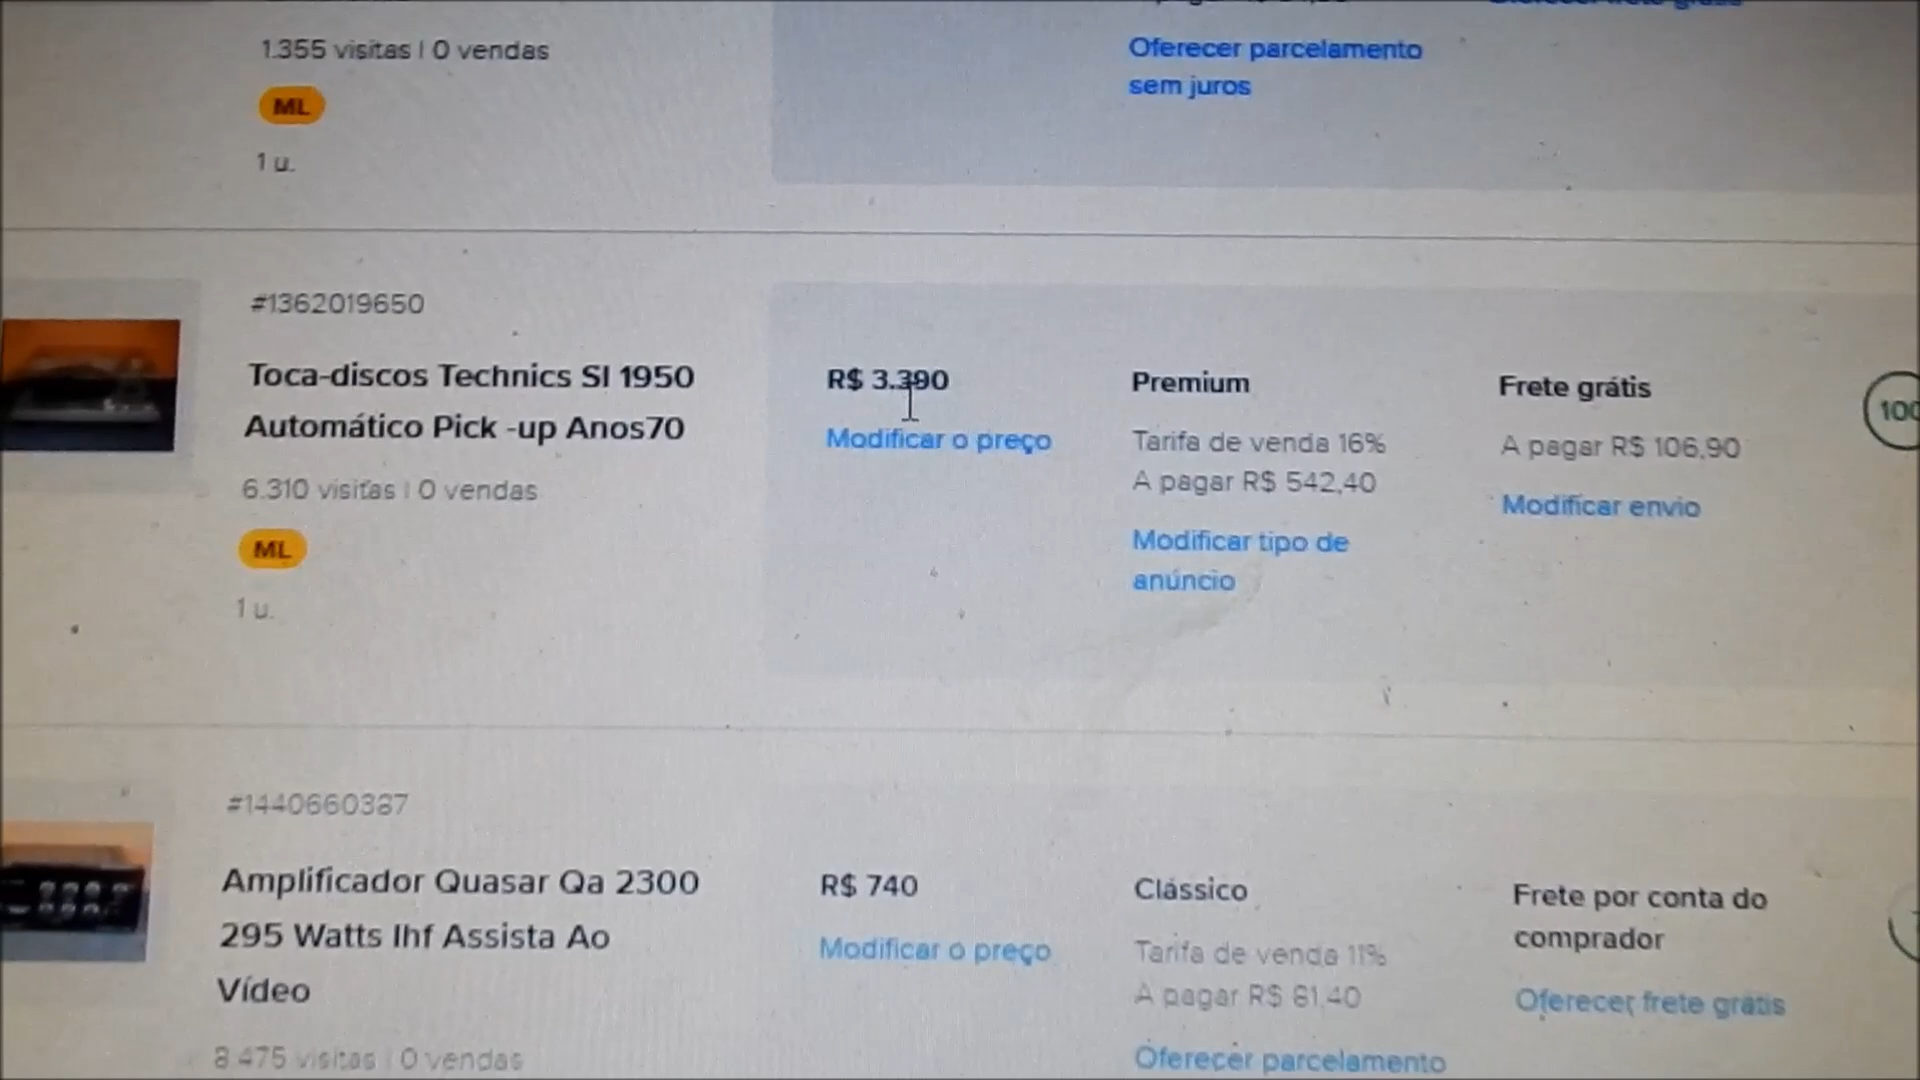 1.355 visitas | 0 vendas
Oferecer parcelamento
sem juros
ML
1 u.
#1362019650
Toca-discos Technics Sl 1950
Automático Pick -up Anos70
6.310 visitas | 0 vendas
ML
1 u.
R$ 3.390
Modificar o preço
Premium
Tarifa de venda 16%
A pagar R$ 542,40
Modificar tipo de
anúncio
Frete grátis
A pagar R$ 106,90
Modificar envio
100
#1440660387
Amplificador Quasar Qa 2300
295 Watts Ihf Assista Ao
Vídeo
8.475 visitas | 0 vendas
R$ 740
Modificar o preço
Clássico
Tarifa de venda 11%
A pagar R$ 81,40
Oferecer parcelamento
Frete por conta do
comprador
Oferecer frete grátis